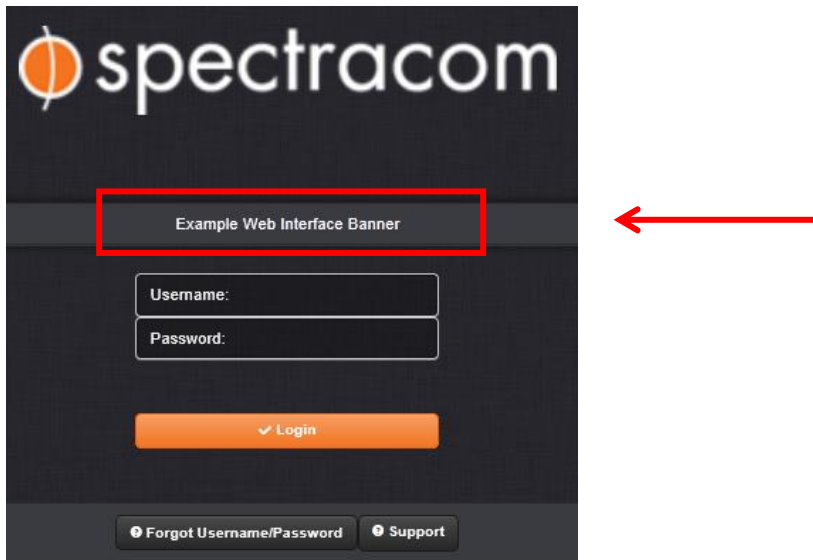 spectracom
Example Web Interface Banner
Username:
Password:
Login
Forgot Username/Password Support